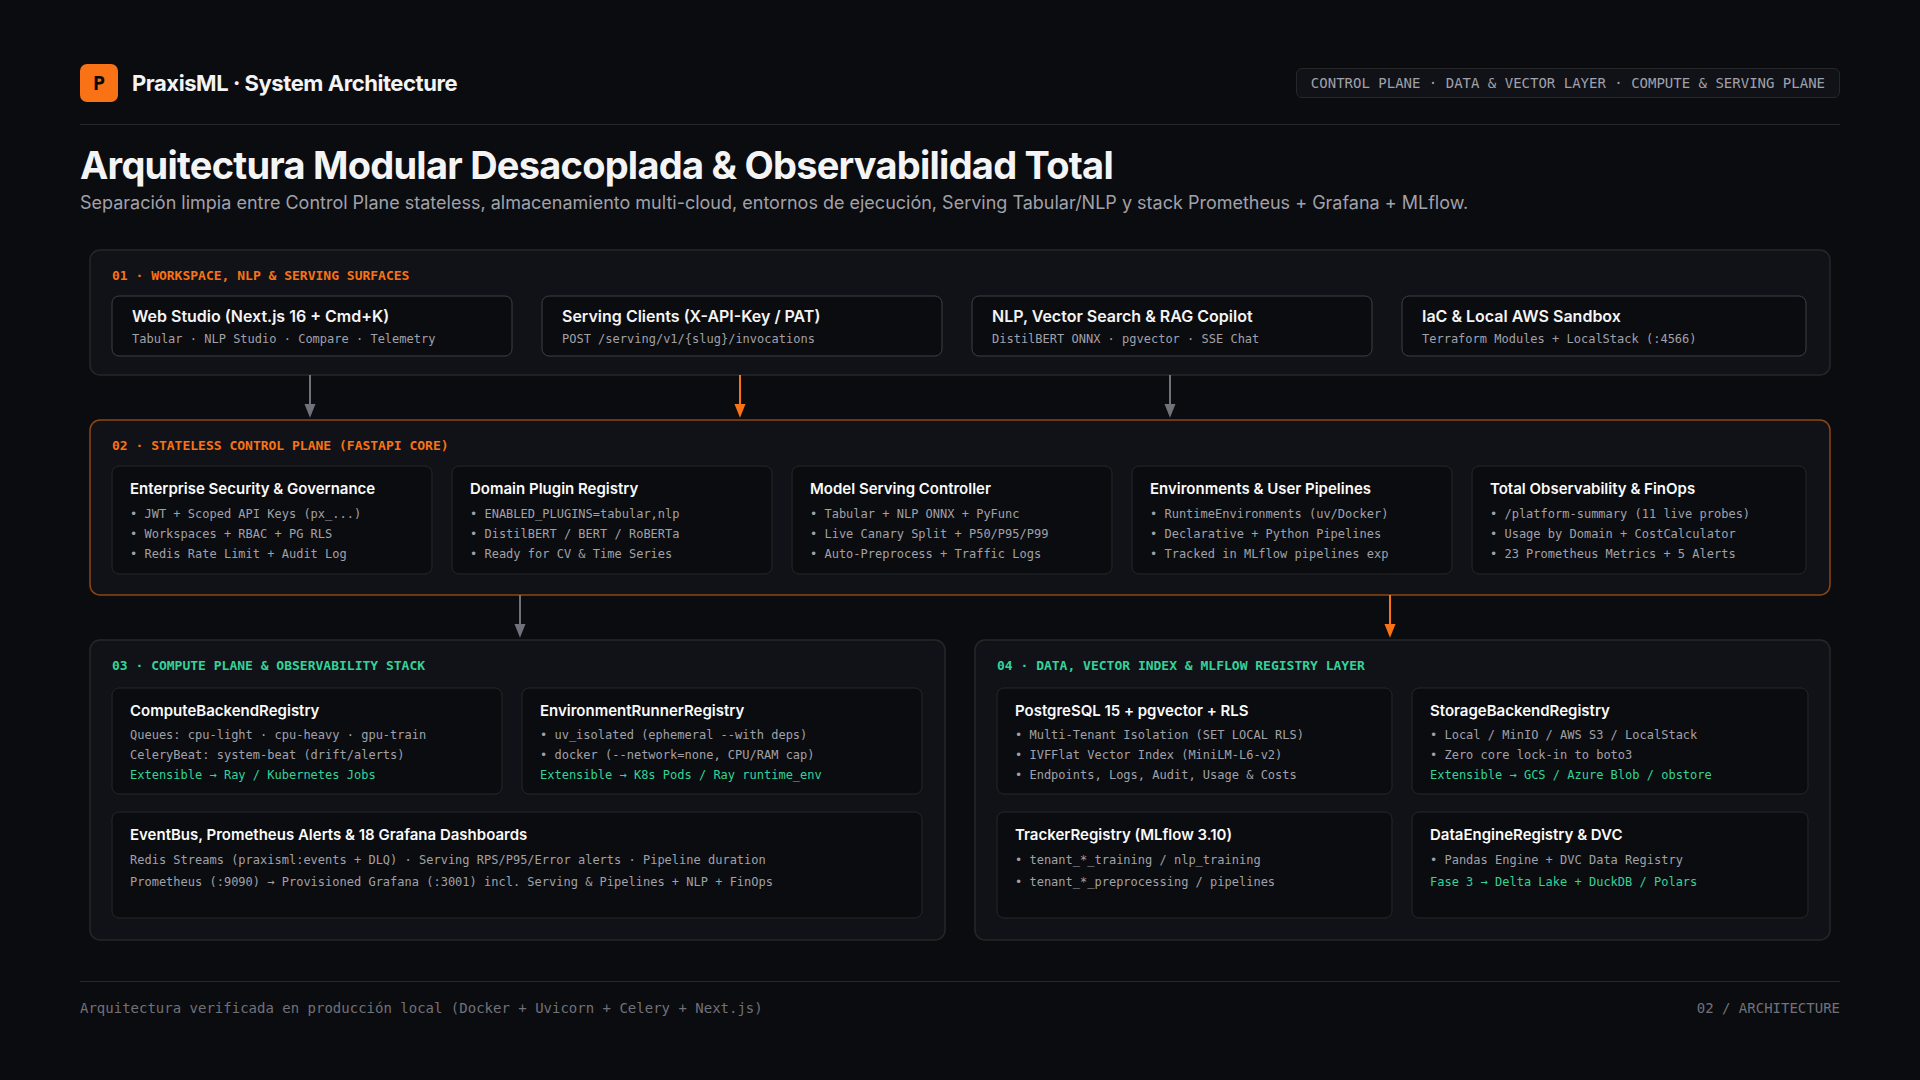 P
PraxisML · System Architecture
CONTROL PLANE · DATA & VECTOR LAYER · COMPUTE & SERVING PLANE
Arquitectura Modular Desacoplada & Observabilidad Total
Separación limpia entre Control Plane stateless, almacenamiento multi-cloud, entornos de ejecución, Serving Tabular/NLP y stack Prometheus + Grafana + MLflow.
01 · WORKSPACE, NLP & SERVING SURFACES
Web Studio (Next.js 16 + Cmd+K)
Tabular · NLP Studio · Compare · Telemetry
Serving Clients (X-API-Key / PAT)
POST /serving/v1/{slug}/invocations
NLP, Vector Search & RAG Copilot
DistilBERT ONNX · pgvector · SSE Chat
IaC & Local AWS Sandbox
Terraform Modules + LocalStack (:4566)
02 · STATELESS CONTROL PLANE (FASTAPI CORE)
Enterprise Security & Governance
• JWT + Scoped API Keys (px_...)
• Workspaces + RBAC + PG RLS
• Redis Rate Limit + Audit Log
Domain Plugin Registry
• ENABLED_PLUGINS=tabular,nlp
• DistilBERT / BERT / RoBERTa
• Ready for CV & Time Series
Model Serving Controller
• Tabular + NLP ONNX + PyFunc
• Live Canary Split + P50/P95/P99
• Auto-Preprocess + Traffic Logs
Environments & User Pipelines
• RuntimeEnvironments (uv/Docker)
• Declarative + Python Pipelines
• Tracked in MLflow pipelines exp
Total Observability & FinOps
• /platform-summary (11 live probes)
• Usage by Domain + CostCalculator
• 23 Prometheus Metrics + 5 Alerts
03 · COMPUTE PLANE & OBSERVABILITY STACK
ComputeBackendRegistry
Queues: cpu-light · cpu-heavy · gpu-train
CeleryBeat: system-beat (drift/alerts)
Extensible → Ray / Kubernetes Jobs
EnvironmentRunnerRegistry
• uv_isolated (ephemeral --with deps)
• docker (--network=none, CPU/RAM cap)
Extensible → K8s Pods / Ray runtime_env
EventBus, Prometheus Alerts & 18 Grafana Dashboards
Redis Streams (praxisml:events + DLQ) · Serving RPS/P95/Error alerts · Pipeline duration
Prometheus (:9090) → Provisioned Grafana (:3001) incl. Serving & Pipelines + NLP + FinOps
04 · DATA, VECTOR INDEX & MLFLOW REGISTRY LAYER
PostgreSQL 15 + pgvector + RLS
• Multi-Tenant Isolation (SET LOCAL RLS)
• IVFFlat Vector Index (MiniLM-L6-v2)
• Endpoints, Logs, Audit, Usage & Costs
StorageBackendRegistry
• Local / MinIO / AWS S3 / LocalStack
• Zero core lock-in to boto3
Extensible → GCS / Azure Blob / obstore
TrackerRegistry (MLflow 3.10)
• tenant_*_training / nlp_training
• tenant_*_preprocessing / pipelines
DataEngineRegistry & DVC
• Pandas Engine + DVC Data Registry
Fase 3 → Delta Lake + DuckDB / Polars
Arquitectura verificada en producción local (Docker + Uvicorn + Celery + Next.js)
02 / ARCHITECTURE